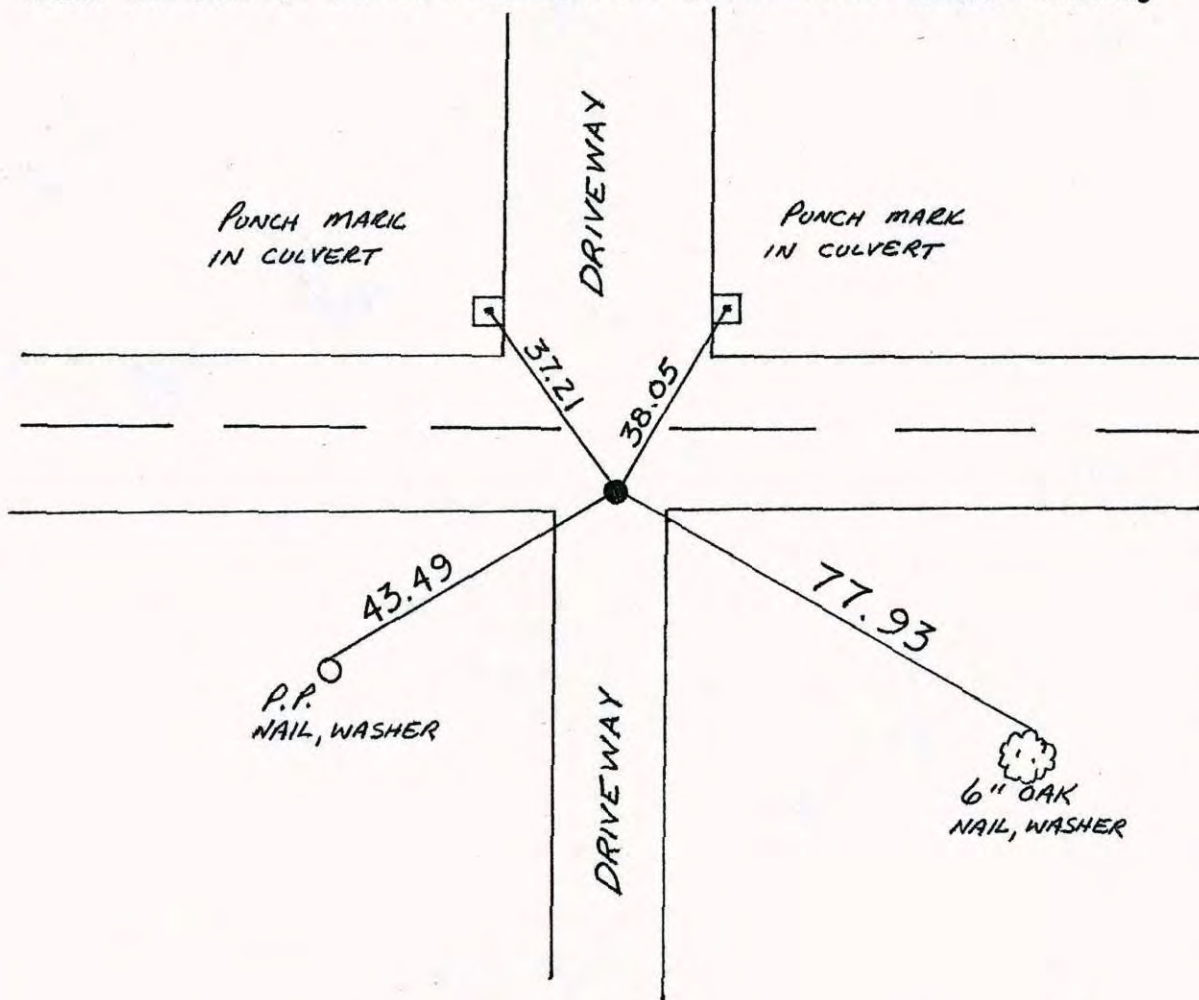 DRIVEWAY
PUNCH MARK
IN CULVERT
PUNCH MARK
IN CULVERT
37.21
38.05
43.49
77.93
P.P.
NAIL, WASHER
DRIVEWAY
6" OAK
NAIL, WASHER